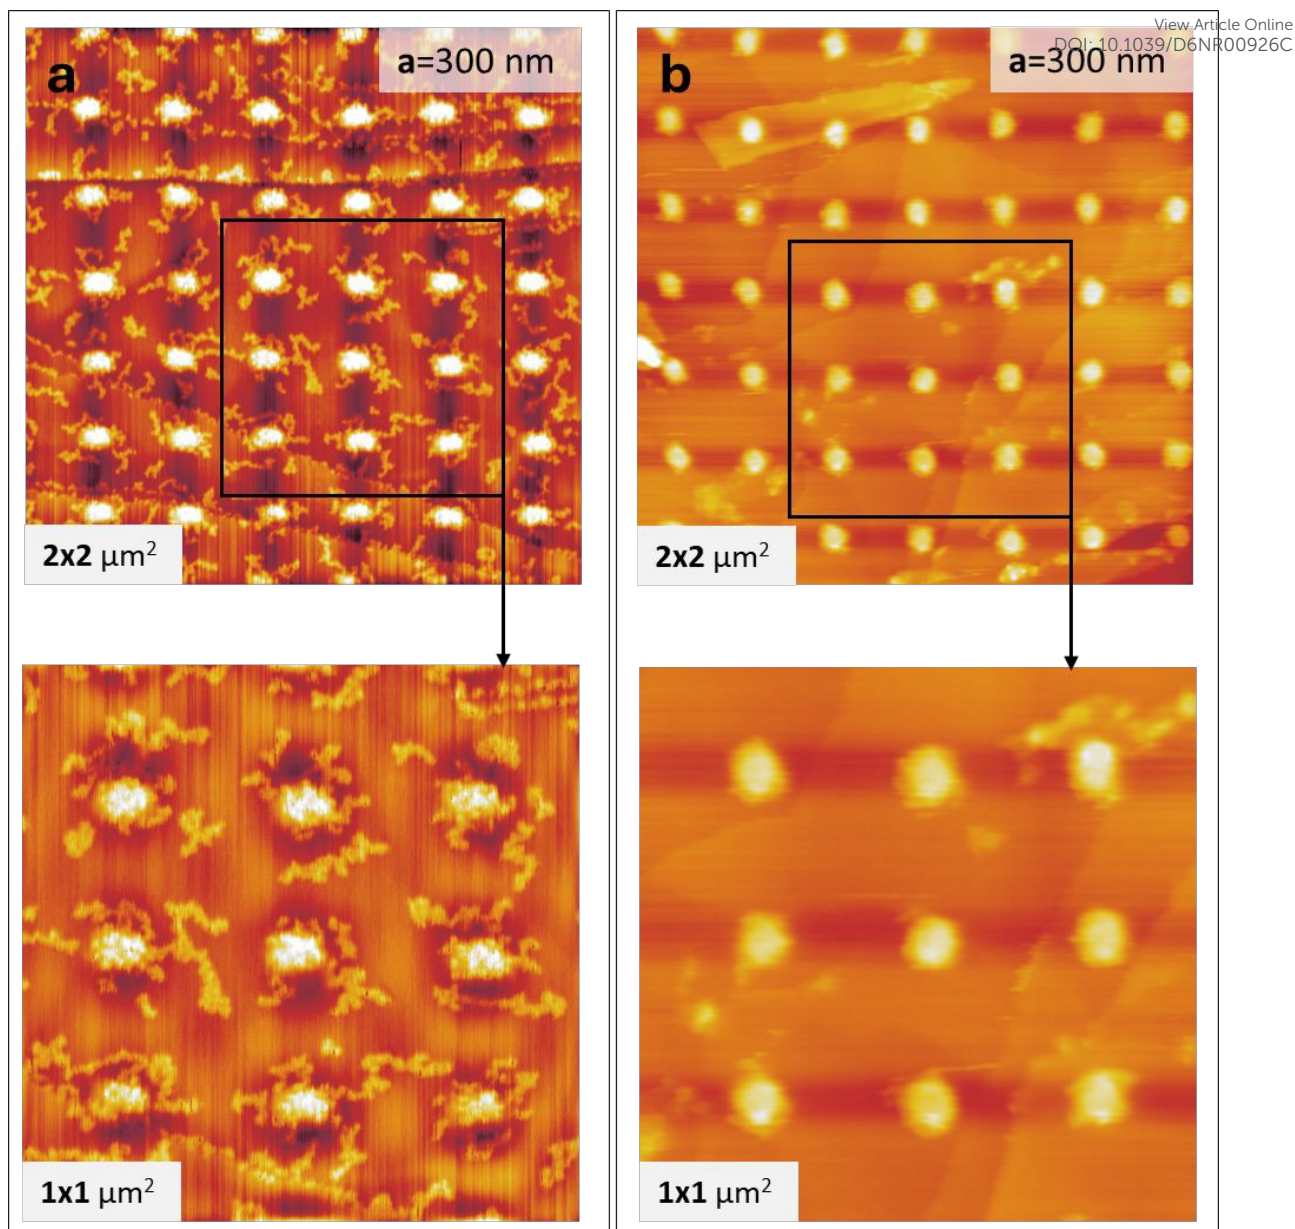 View Article Online
DOI: 10.1039/D6NR00926C
a
a=300 nm
b
a=300 nm
2x2 μm²
2x2 μm²
1x1 μm²
1x1 μm²